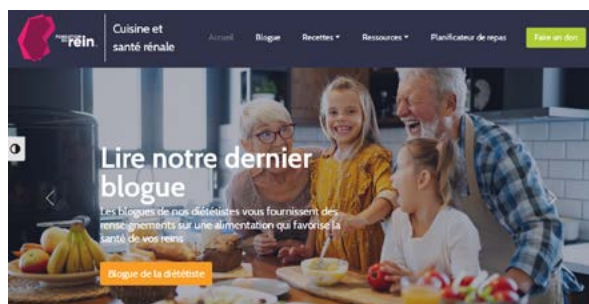 FONDATION
DU rein.
Cuisine et
santé rénale
Accueil
Blogue
Recettes
Ressources
Planificateur de repas
Faire un don
Lire notre dernier
blogue
Les blogues de nos diététistes vous fournissent des
renseignements sur une alimentation qui favorise la
santé de vos reins
Blogue de la diététiste